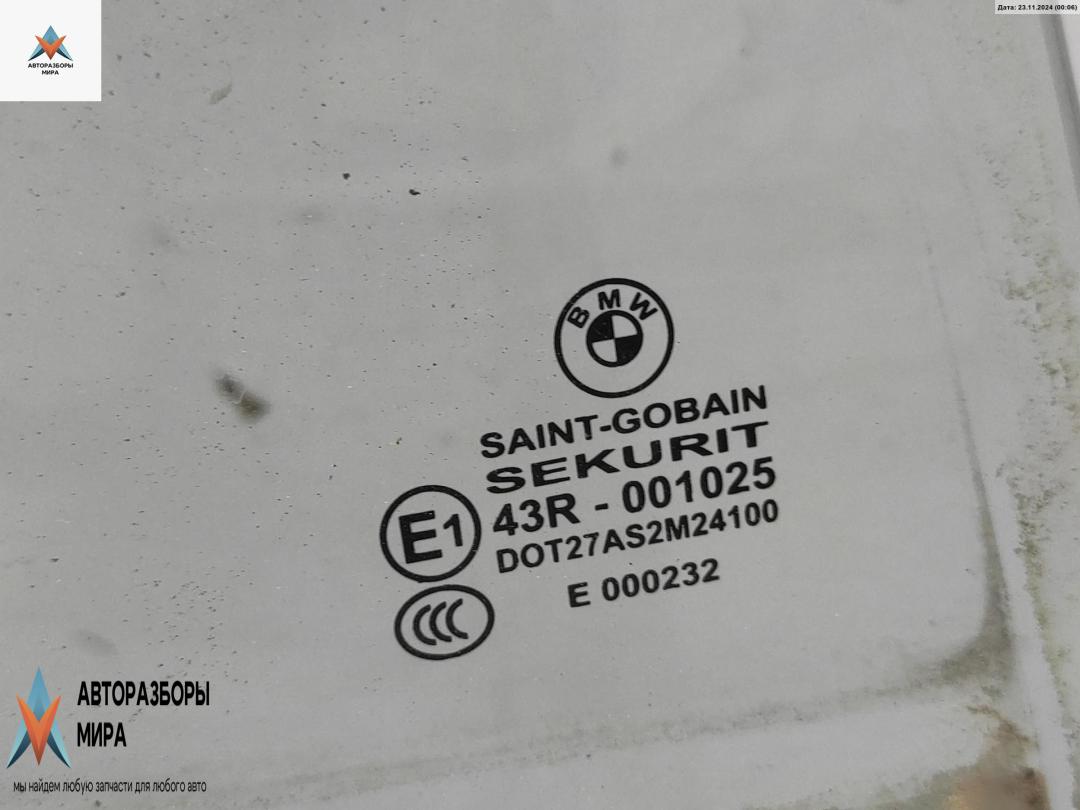 Дата: 23.11.2024 (00:06)
АВТОРАЗБОРЫ
МИРА
BMW
SAINT-GOBAIN
SEKURIT
E1
43R - 001025
DOT27AS2M24100
E 000232
CCC
АВТОРАЗБОРЫ
МИРА
мы найдем любую запчасти для любого авто